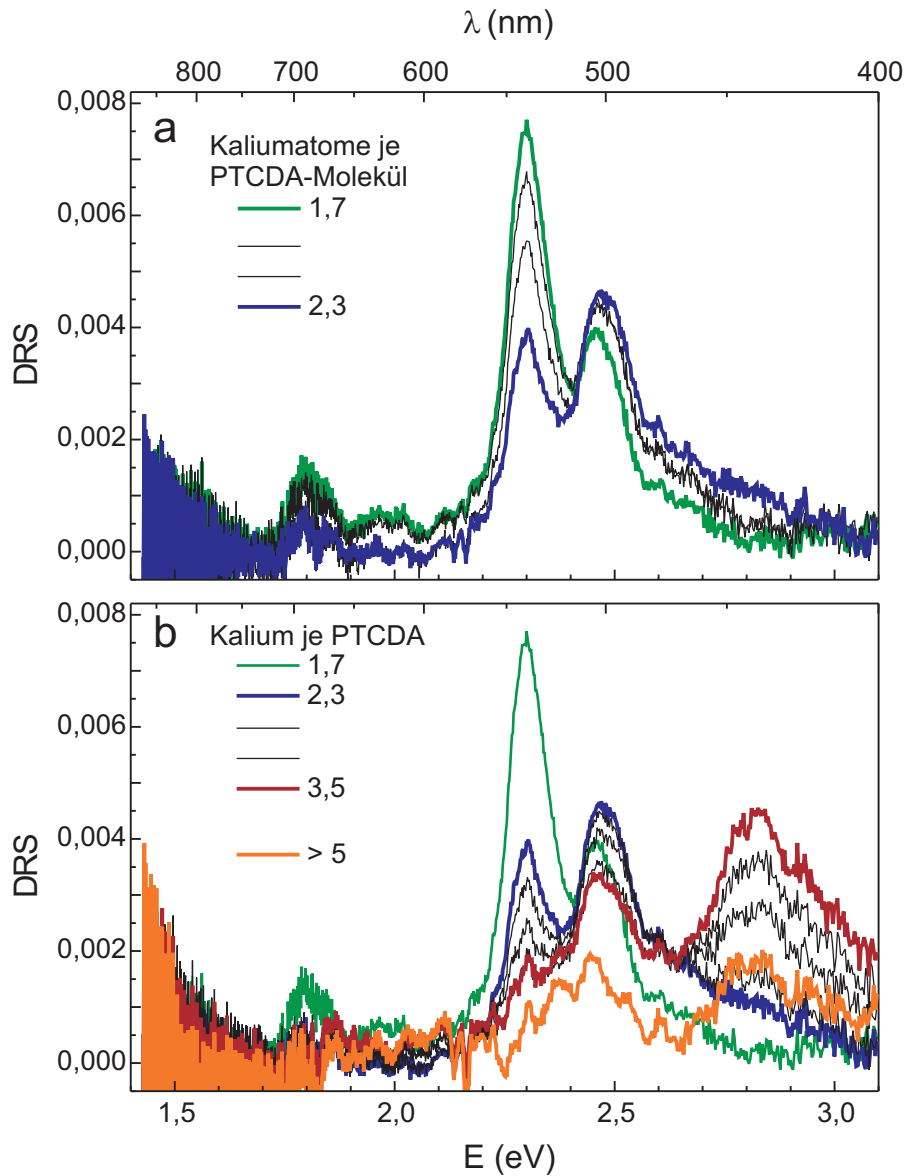 λ (nm)
800 700 600 500 400
0,008
0,006
0,004
0,002
0,000
DRS
a
Kaliumatome je
PTCDA-Molekül
1,7
2,3
0,008
0,006
0,004
0,002
0,000
DRS
b
Kalium je PTCDA
1,7
2,3
3,5
> 5
1,5 2,0 2,5 3,0
E (eV)